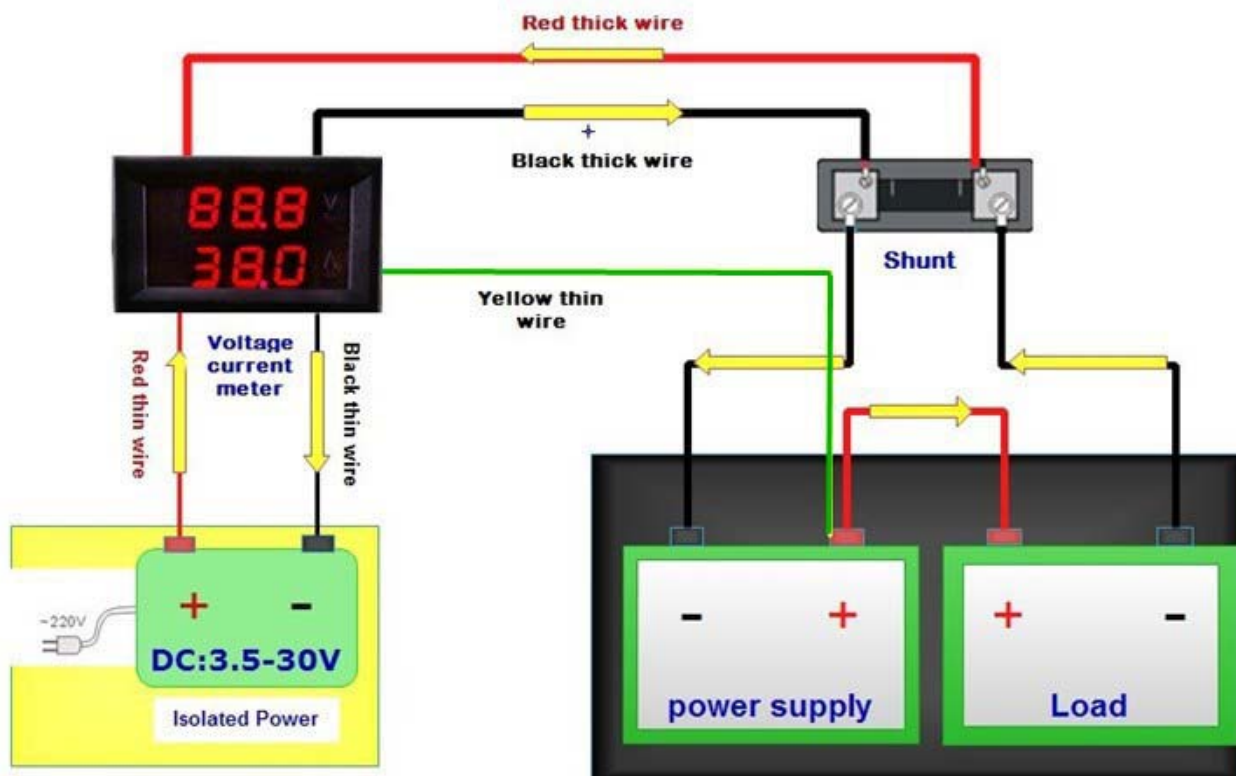 Red thick wire
Black thick wire
88.8 V
38.0 A
Shunt
Yellow thin
wire
Voltage
current
meter
Red thin wire
Black thin wire
~220V
+ -
DC:3.5-30V
Isolated Power
- +
power supply
+ -
Load